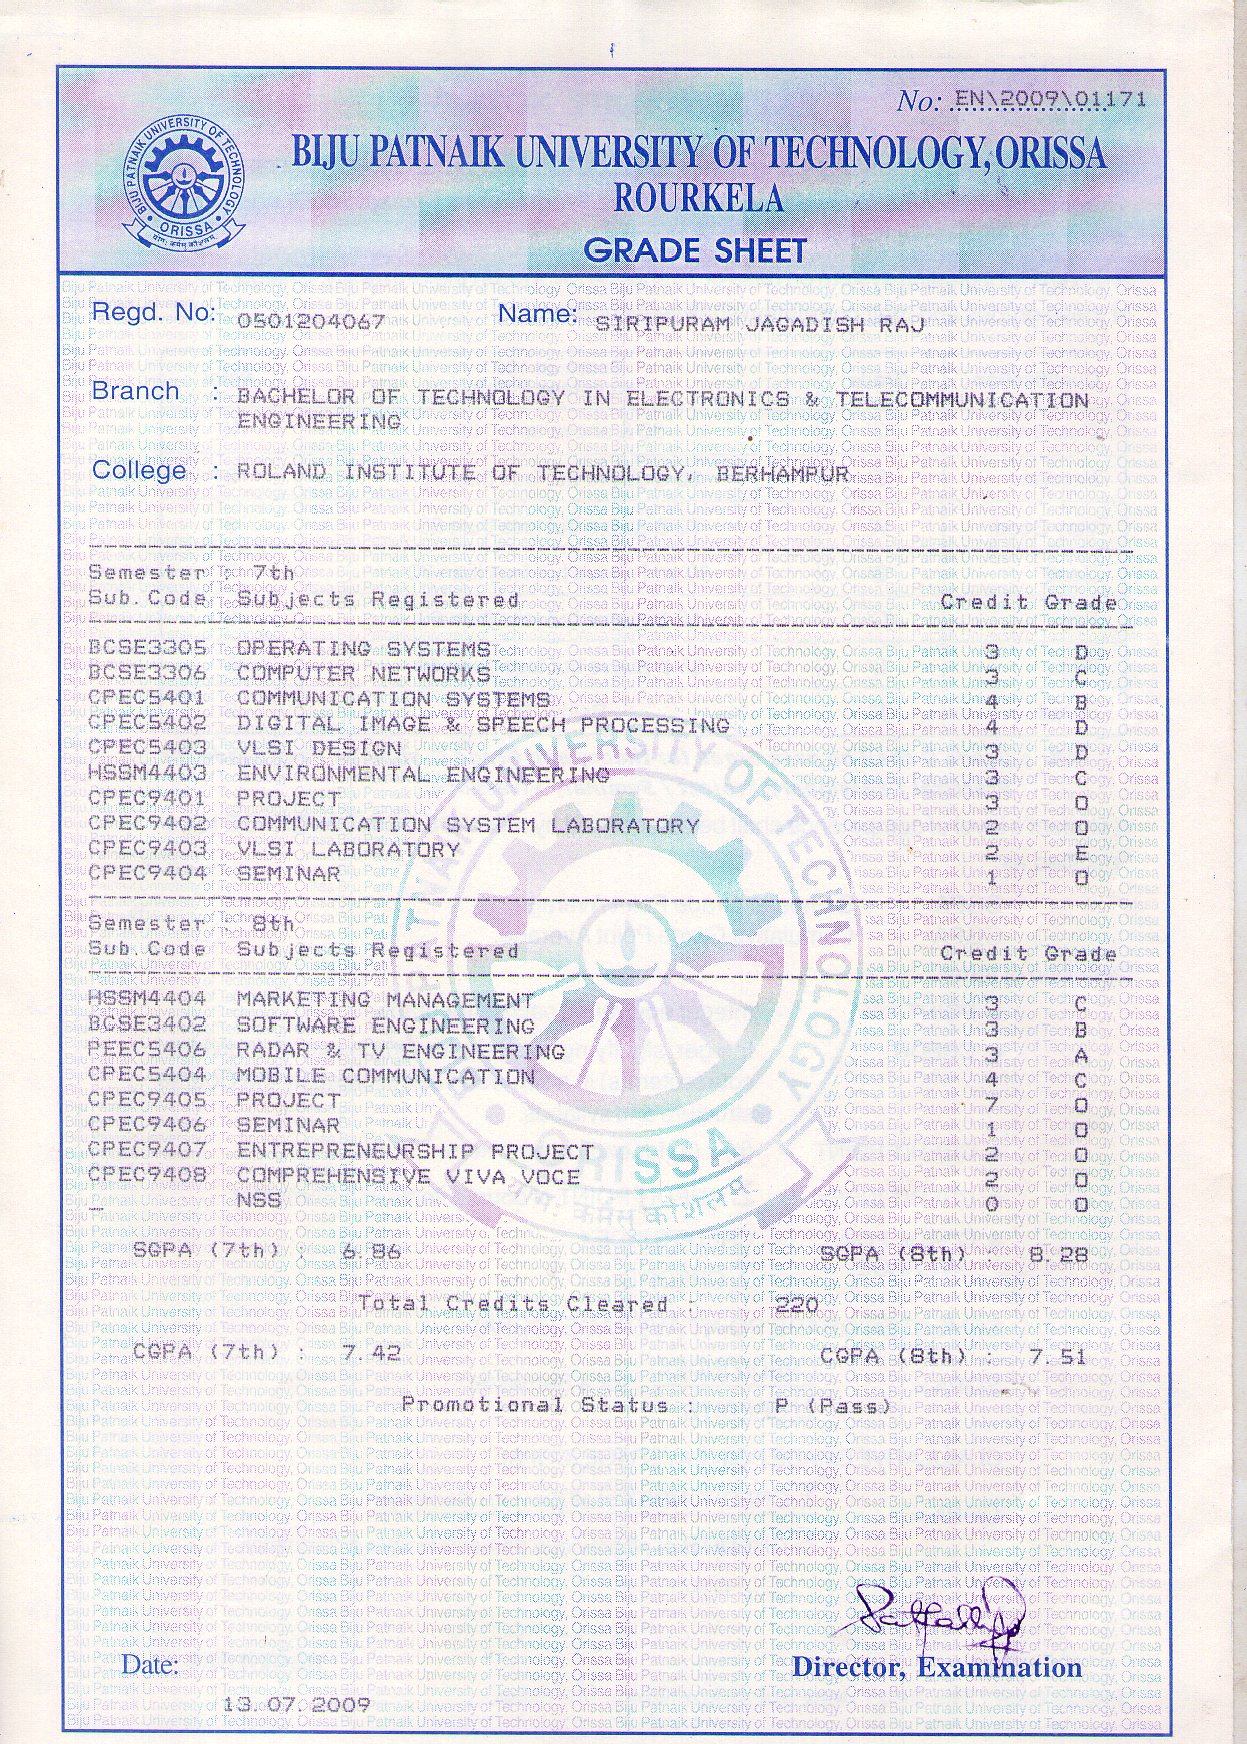 No: EN\2009\01171
BIJU PATNAIK UNIVERSITY OF TECHNOLOGY, ORISSA
ROURKELA
GRADE SHEET
BIJU PATNAIK UNIVERSITY OF TECHNOLOGY
ORISSA
Regd. No: 0501204067 Name: SIRIPURAM JAGADISH RAJ
Branch : BACHELOR OF TECHNOLOGY IN ELECTRONICS & TELECOMMUNICATION
ENGINEERING
College : ROLAND INSTITUTE OF TECHNOLOGY, BERHAMPUR
Semester : 7th
Sub.Code Subjects Registered Credit Grade
BCSE3305 OPERATING SYSTEMS 3 D
BCSE3306 COMPUTER NETWORKS 3 C
CPEC5401 COMMUNICATION SYSTEMS 4 B
CPEC5402 DIGITAL IMAGE & SPEECH PROCESSING 4 D
CPEC5403 VLSI DESIGN 3 D
HSSM4403 ENVIRONMENTAL ENGINEERING 3 C
CPEC9401 PROJECT 3 O
CPEC9402 COMMUNICATION SYSTEM LABORATORY 2 O
CPEC9403 VLSI LABORATORY 2 E
CPEC9404 SEMINAR 1 O
Semester : 8th
Sub.Code Subjects Registered Credit Grade
HSSM4404 MARKETING MANAGEMENT 3 C
BCSE3402 SOFTWARE ENGINEERING 3 B
PEEC5406 RADAR & TV ENGINEERING 3 A
CPEC5404 MOBILE COMMUNICATION 4 C
CPEC9405 PROJECT 7 O
CPEC9406 SEMINAR 1 O
CPEC9407 ENTREPRENEURSHIP PROJECT 2 O
CPEC9408 COMPREHENSIVE VIVA VOCE 2 O
_ NSS 0 O
SGPA (7th) : 6.86 SGPA (8th) : 8.28
Total Credits Cleared : 220
CGPA (7th) : 7.42 CGPA (8th) : 7.51
Promotional Status : P (Pass)
Date: Director, Examination
13.07.2009